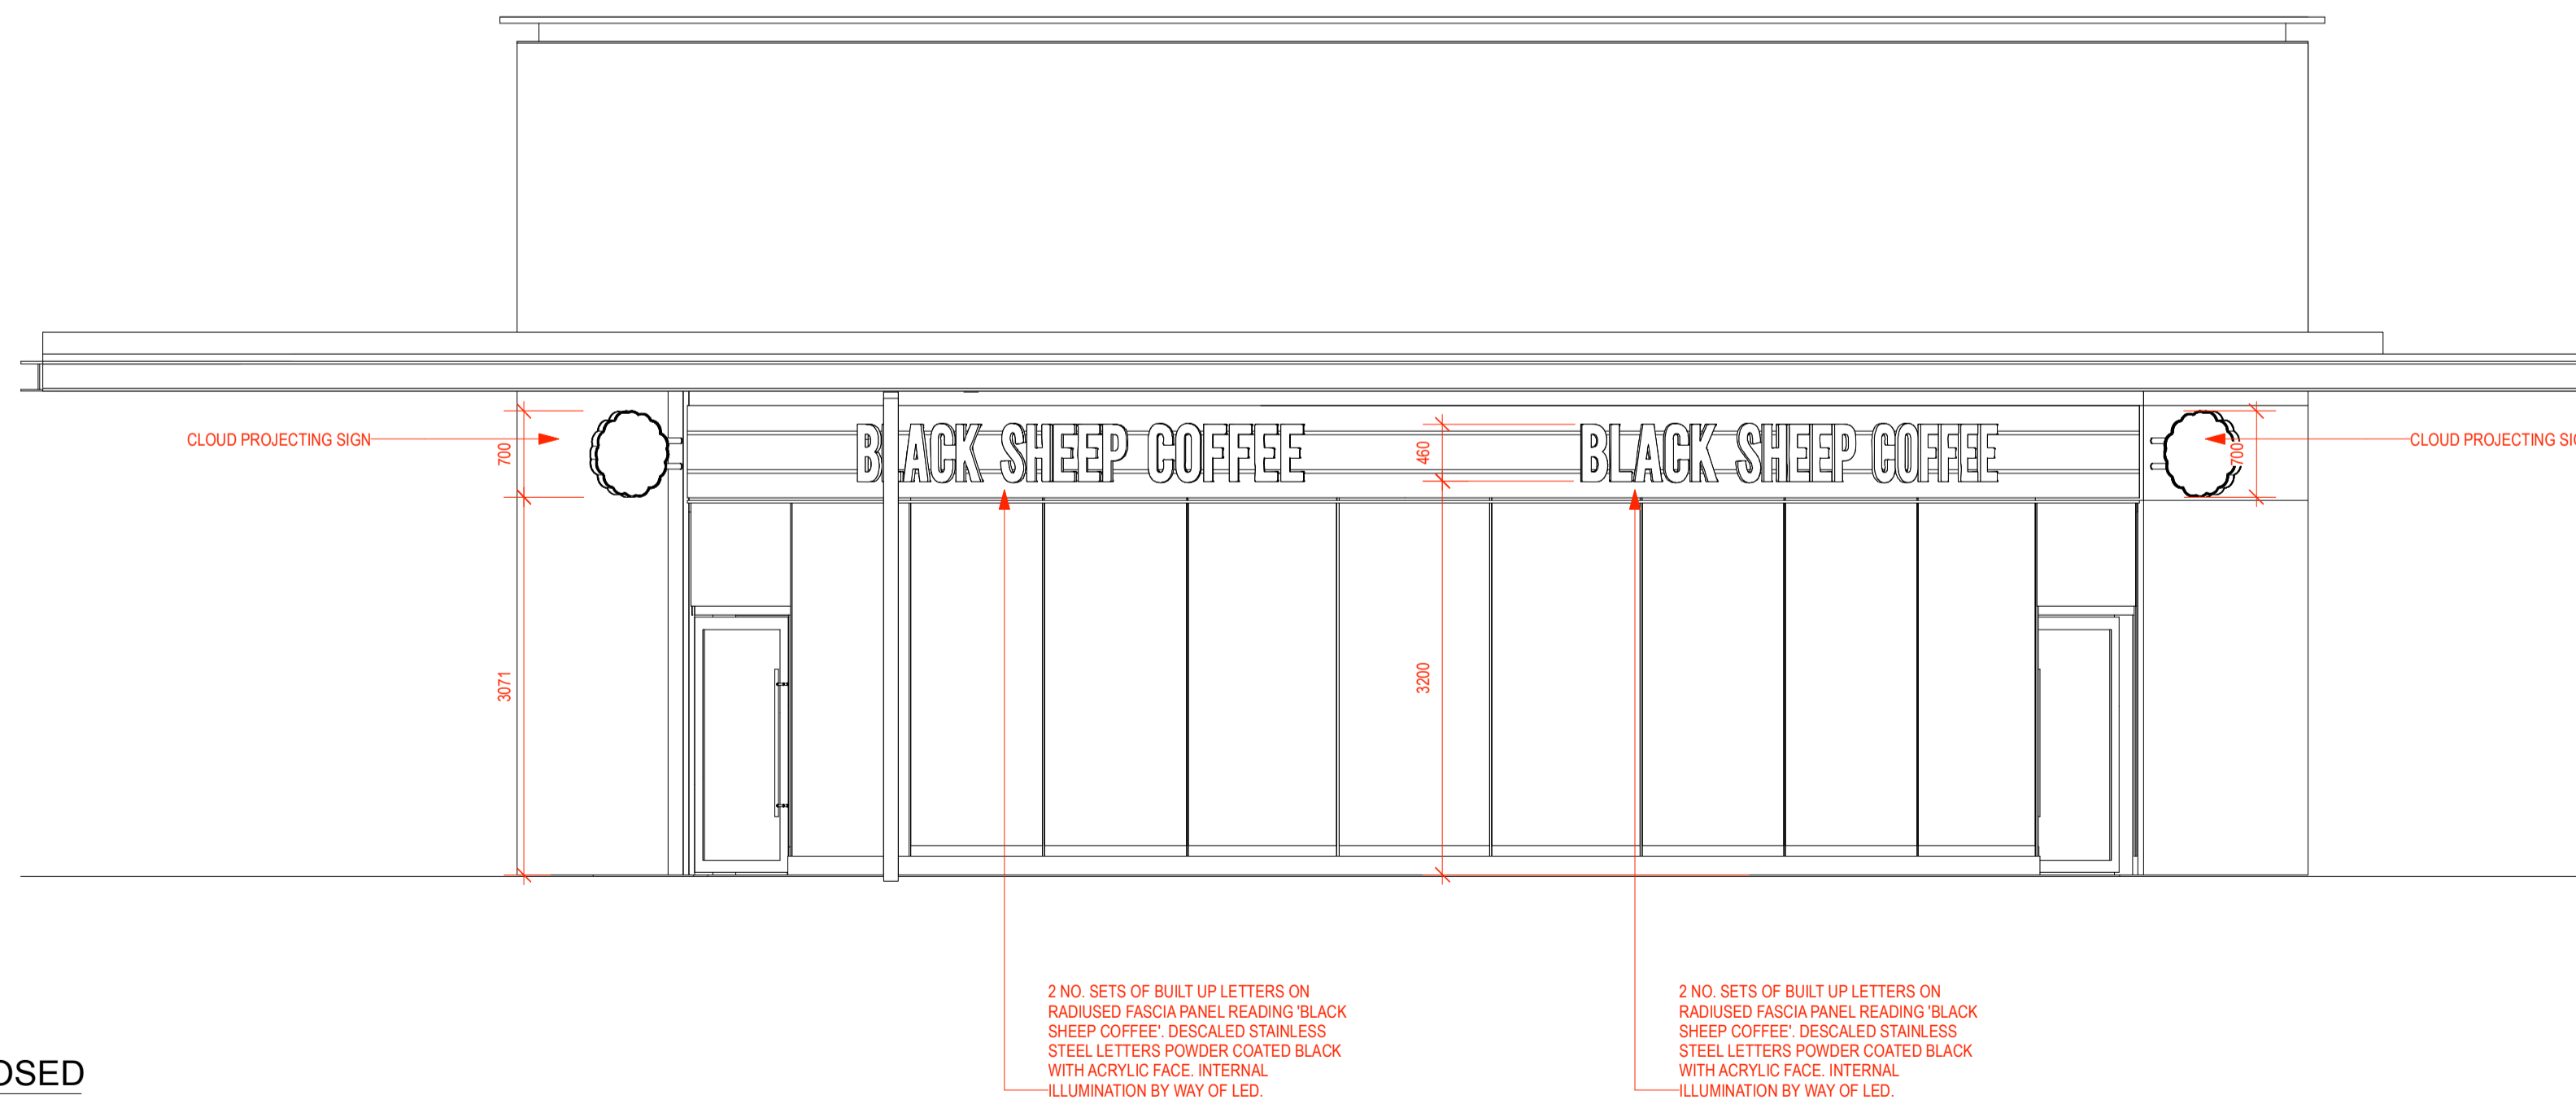 CLOUD PROJECTING SIGN
700
BLACK SHEEP COFFEE
460
BLACK SHEEP COFFEE
700
CLOUD PROJECTING SI
3071
3200
2 NO. SETS OF BUILT UP LETTERS ON
RADIUSED FASCIA PANEL READING 'BLACK
SHEEP COFFEE'. DESCALED STAINLESS
STEEL LETTERS POWDER COATED BLACK
WITH ACRYLIC FACE. INTERNAL
ILLUMINATION BY WAY OF LED.
2 NO. SETS OF BUILT UP LETTERS ON
RADIUSED FASCIA PANEL READING 'BLACK
SHEEP COFFEE'. DESCALED STAINLESS
STEEL LETTERS POWDER COATED BLACK
WITH ACRYLIC FACE. INTERNAL
ILLUMINATION BY WAY OF LED.
OSED